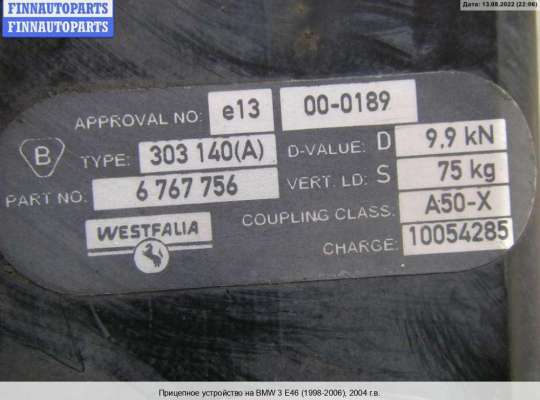 FINNAUTOPARTS
FINNAUTOPARTS
Дата: 13.08.2022 (22:06)
APPROVAL NO: e13 00-0189
B TYPE: 303 140(A) D-VALUE: D 9.9 kN
PART NO. 6 767 756 VERT. LD: S 75 kg
COUPLING CLASS. A50-X
WESTFALIA CHARGE: 10054285
Прицепное устройство на BMW 3 E46 (1998-2006), 2004 г.в.